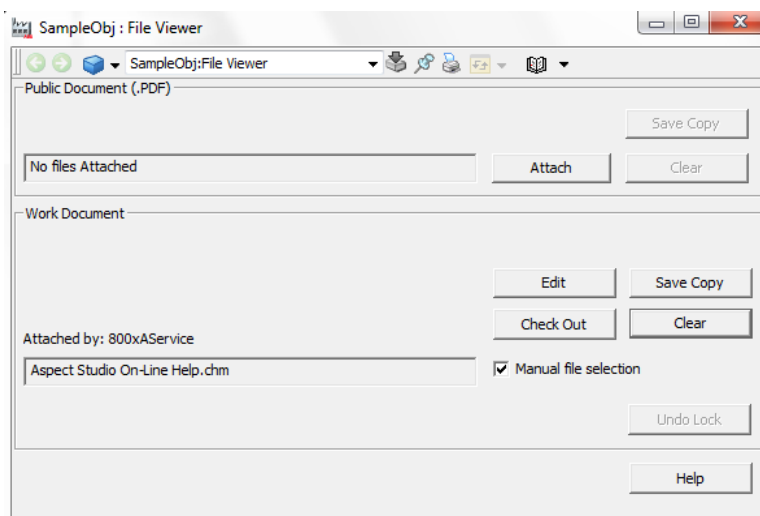 SampleObj : File Viewer
SampleObj:File Viewer
Public Document (.PDF)
Save Copy
No files Attached
Attach
Clear
Work Document
Edit
Save Copy
Check Out
Clear
Attached by: 800xAService
Aspect Studio On-Line Help.chm
Manual file selection
Undo Lock
Help